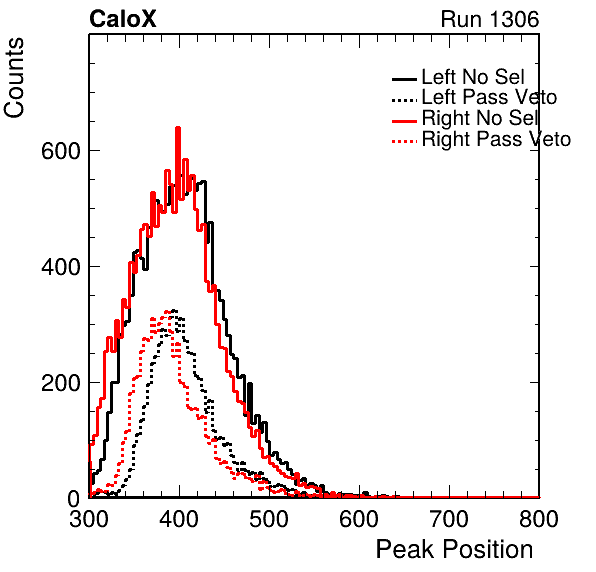 CaloX Run 1306
Counts
Left No Sel
Left Pass Veto
Right No Sel
Right Pass Veto
600
400
200
0
300 400 500 600 700 800
Peak Position